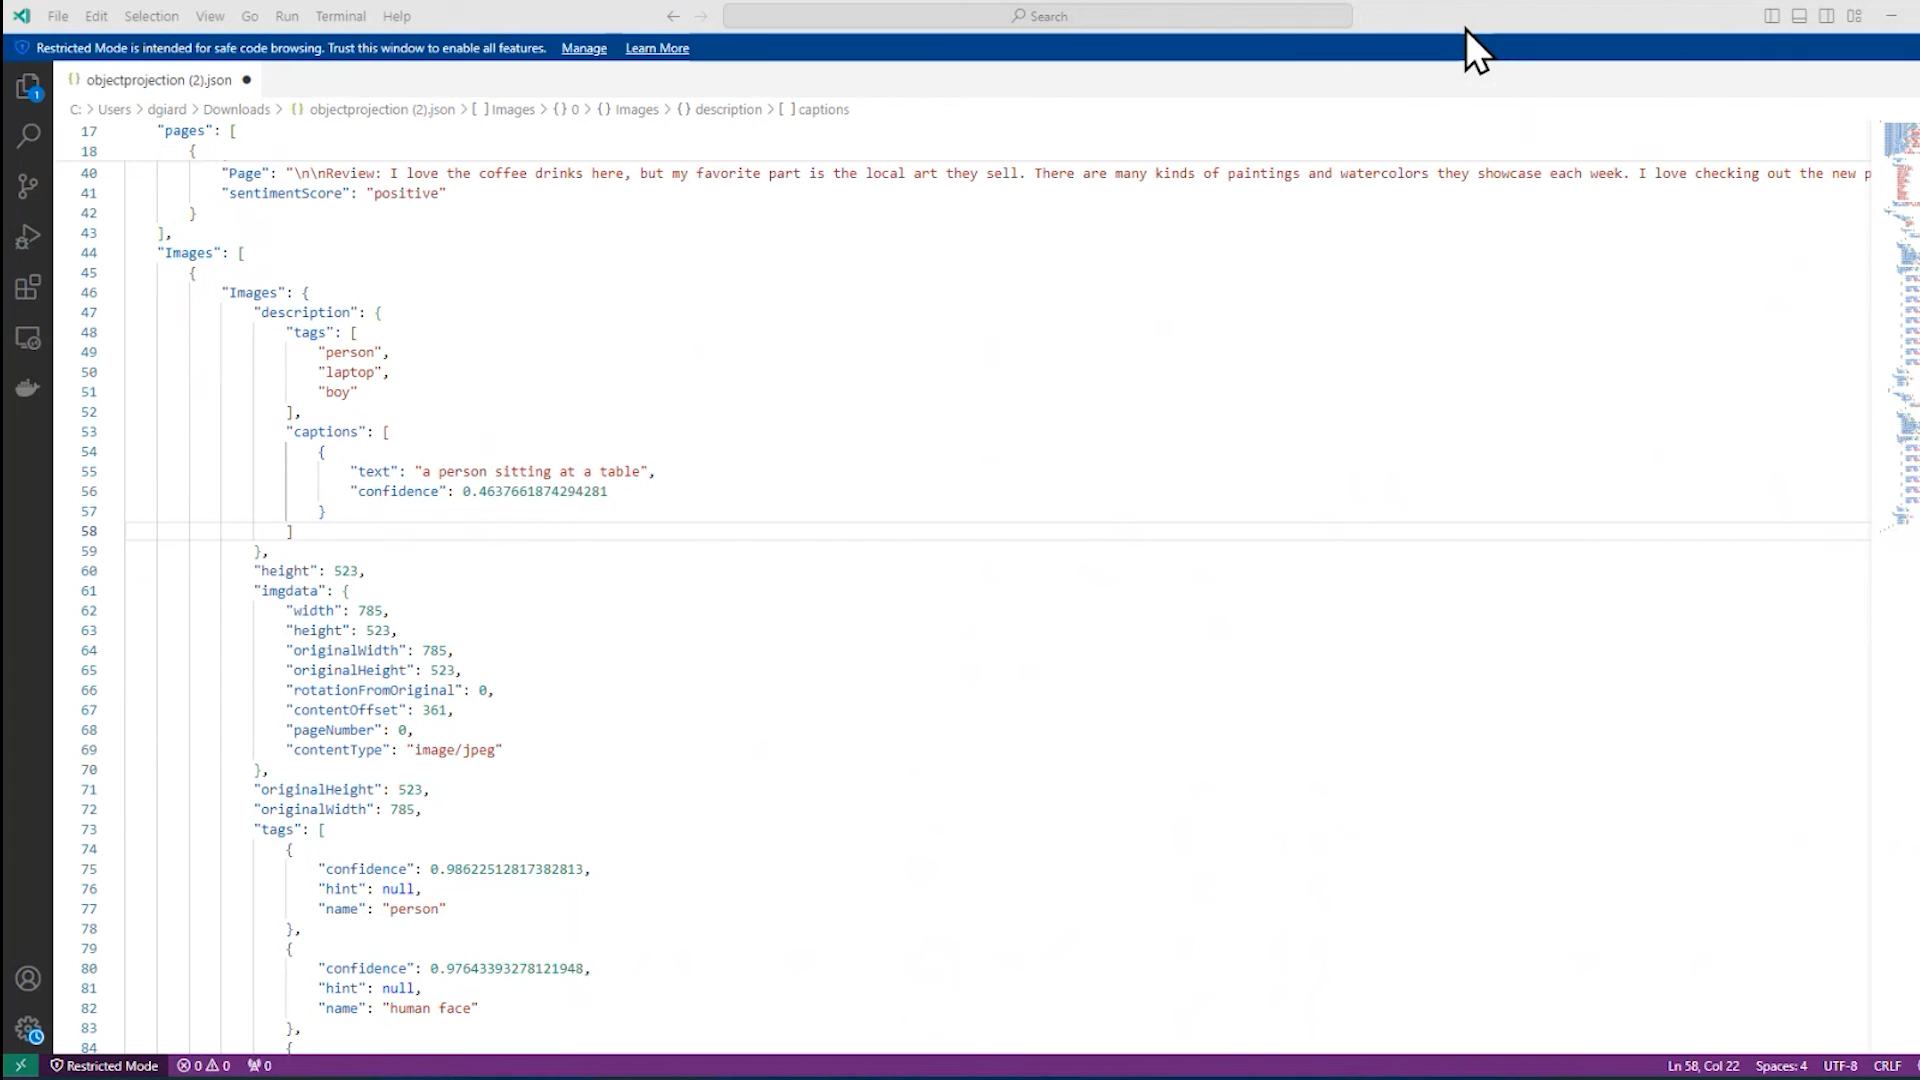 File Edit Selection View Go Run Terminal Help Search
Restricted Mode is intended for safe code browsing. Trust this window to enable all features. Manage Learn More
{} objectprojection (2).json ●
C: > Users > dgiard > Downloads > {} objectprojection (2).json > [ ] Images > {} 0 > {} Images > {} description > [ ] captions
17 "pages": [
18 {
40 "Page": "\n\nReview: I love the coffee drinks here, but my favorite part is the local art they sell. There are many kinds of paintings and watercolors they showcase each week. I love checking out the new p
41 "sentimentScore": "positive"
42 }
43 ],
44 "Images": [
45 {
46 "Images": {
47 "description": {
48 "tags": [
49 "person",
50 "laptop",
51 "boy"
52 ],
53 "captions": [
54 {
55 "text": "a person sitting at a table",
56 "confidence": 0.4637661874294281
57 }
58 ]
59 },
60 "height": 523,
61 "imgdata": {
62 "width": 785,
63 "height": 523,
64 "originalWidth": 785,
65 "originalHeight": 523,
66 "rotationFromOriginal": 0,
67 "contentOffset": 361,
68 "pageNumber": 0,
69 "contentType": "image/jpeg"
70 },
71 "originalHeight": 523,
72 "originalWidth": 785,
73 "tags": [
74 {
75 "confidence": 0.98622512817382813,
76 "hint": null,
77 "name": "person"
78 },
79 {
80 "confidence": 0.97643393278121948,
81 "hint": null,
82 "name": "human face"
83 },
84 {
Restricted Mode 0 0 0 Ln 58, Col 22 Spaces: 4 UTF-8 CRLF